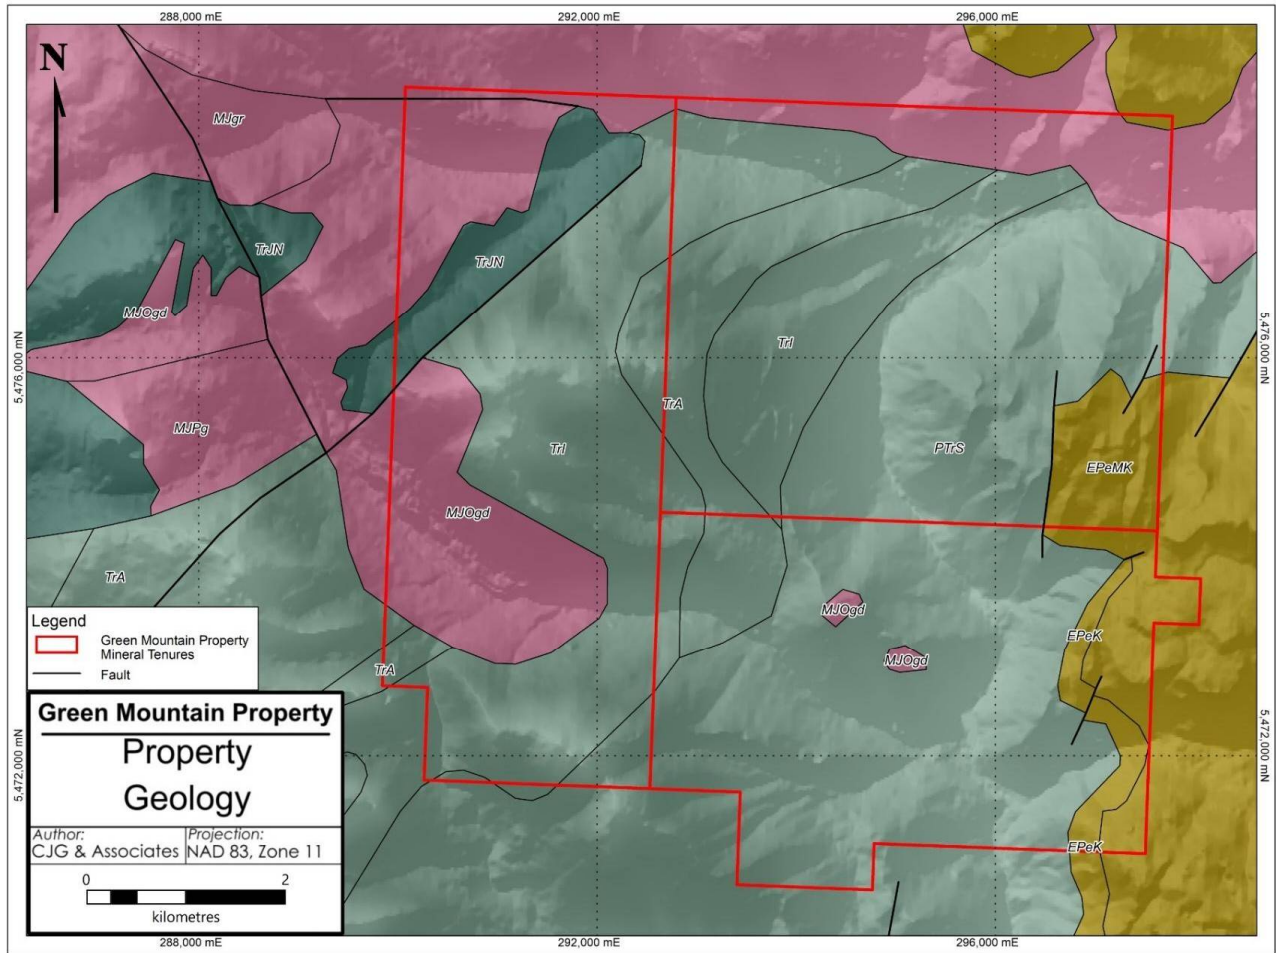 288,000 mE
292,000 mE
296,000 mE
N
MJgr
TrJN
TrJN
MJOgd
5,476,000 mN
5,476,000 mN
TrI
TrA
MJPg
TrI
PTrS
EPeMK
MJOgd
TrA
MJOgd
EPeK
MJOgd
TrA
Legend
Green Mountain Property
Mineral Tenures
Fault
Green Mountain Property
Property
Geology
Author:
CJG & Associates
Projection:
NAD 83, Zone 11
0
2
kilometres
5,472,000 mN
5,472,000 mN
EPeK
288,000 mE
292,000 mE
296,000 mE